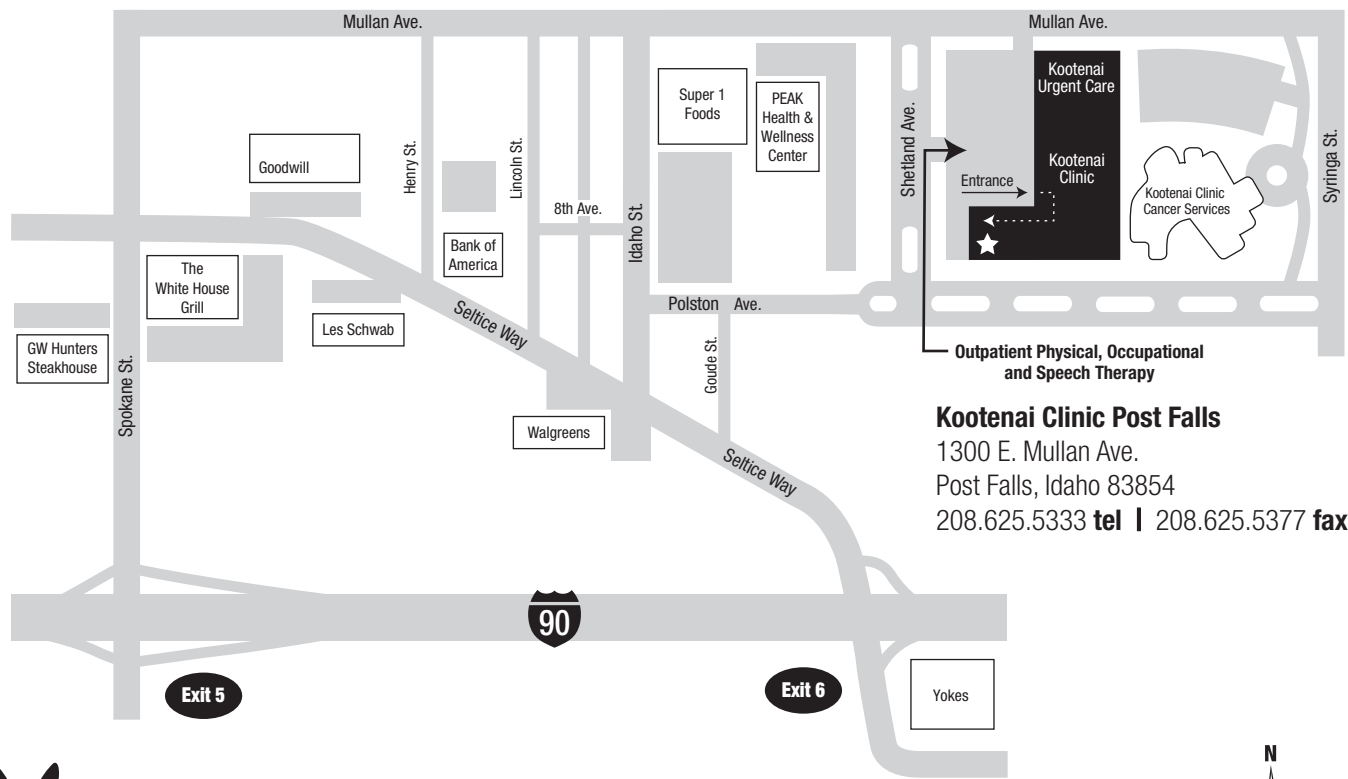 Mullan Ave.
Mullan Ave.
Kootenai
Urgent Care
Super 1
Foods
PEAK
Health &
Wellness
Center
Shetland Ave.
Syringa St.
Goodwill
Henry St.
Lincoln St.
Kootenai
Clinic
Entrance
Kootenai Clinic
Cancer Services
8th Ave.
Idaho St.
Bank of
America
The
White House
Grill
Les Schwab
Seltice Way
Polston Ave.
GW Hunters
Steakhouse
Spokane St.
Goude St.
Outpatient Physical, Occupational
and Speech Therapy
Walgreens
Seltice Way
Kootenai Clinic Post Falls
1300 E. Mullan Ave.
Post Falls, Idaho 83854
208.625.5333 tel | 208.625.5377 fax
90
Exit 5
Exit 6
Yokes
N